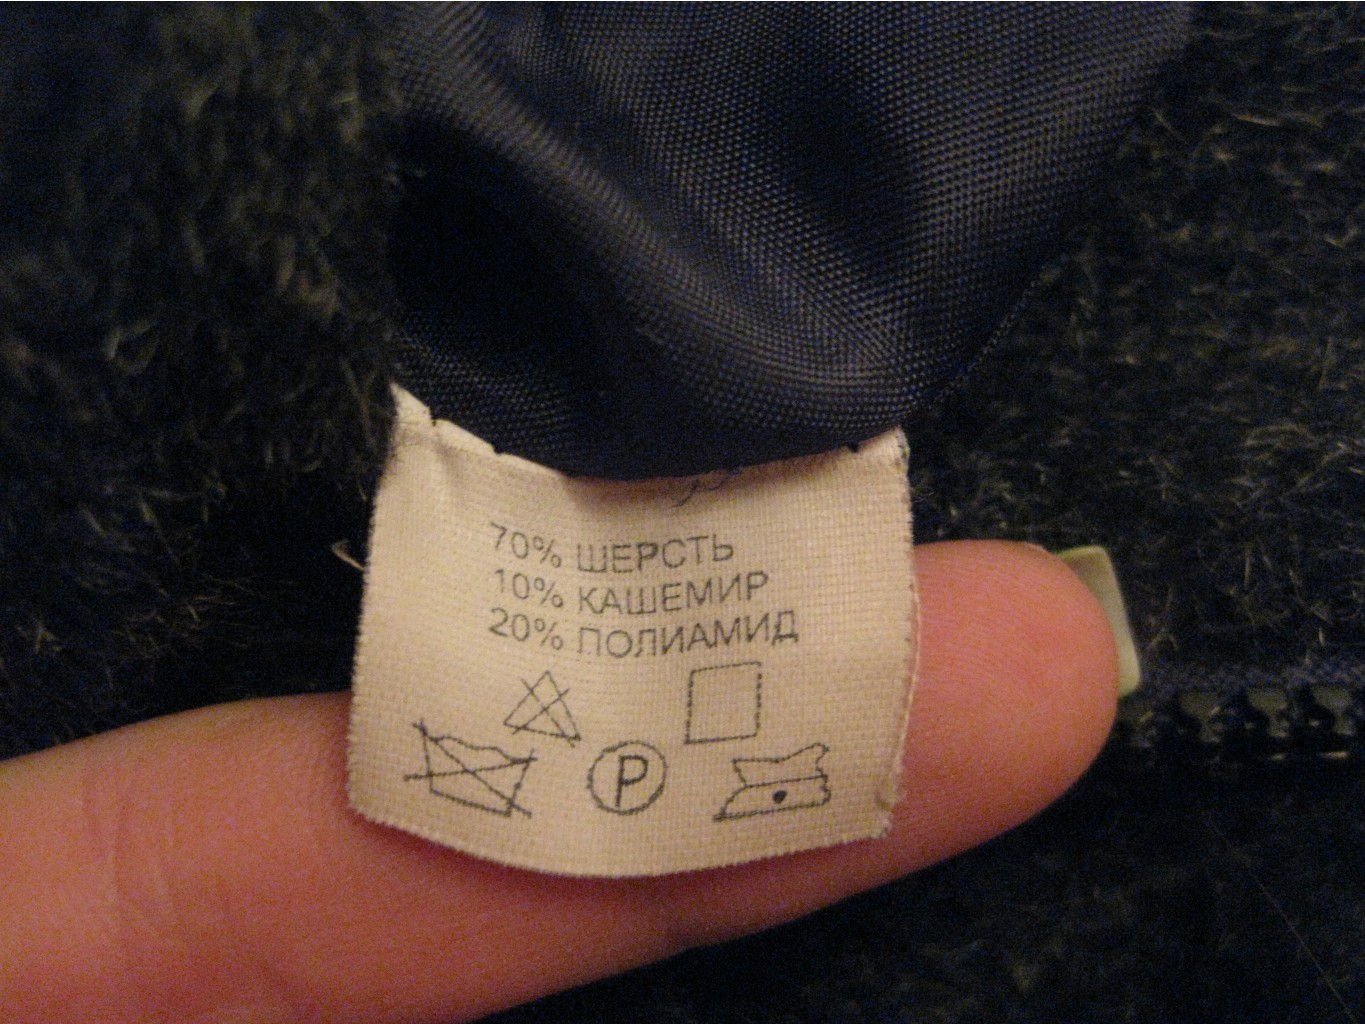 70% ШЕРСТЬ
10% КАШЕМИР
20% ПОЛИАМИД
P